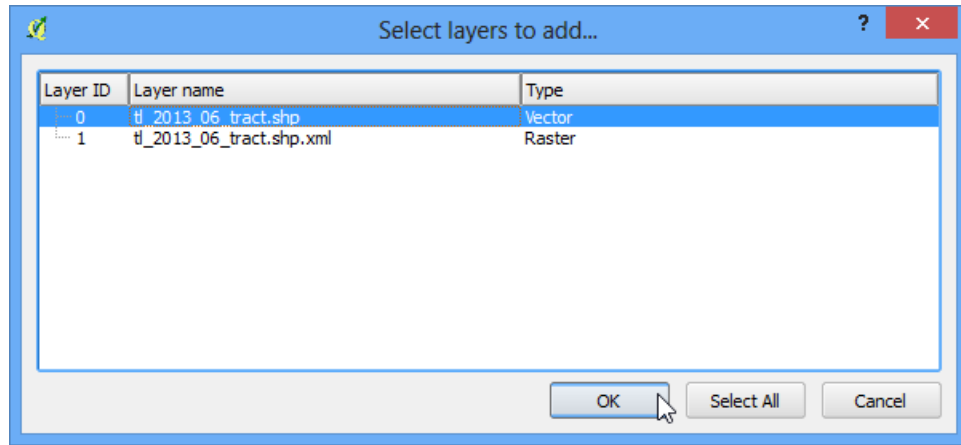 Select layers to add...
?
Layer ID Layer name Type
0 tl_2013_06_tract.shp Vector
1 tl_2013_06_tract.shp.xml Raster
OK Select All Cancel